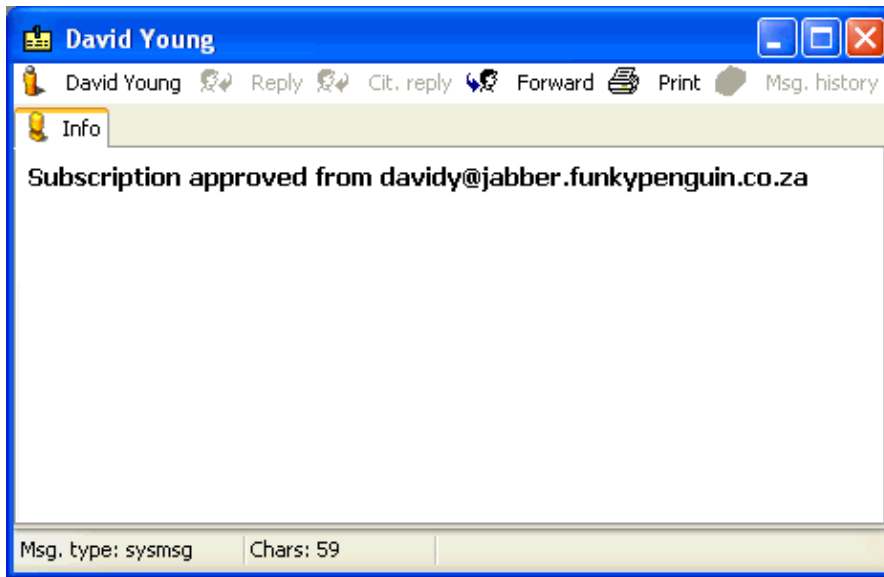 David Young
David Young Reply Cit. reply Forward Print Msg. history
Info
Subscription approved from davidy@jabber.funkypenguin.co.za
Msg. type: sysmsg Chars: 59